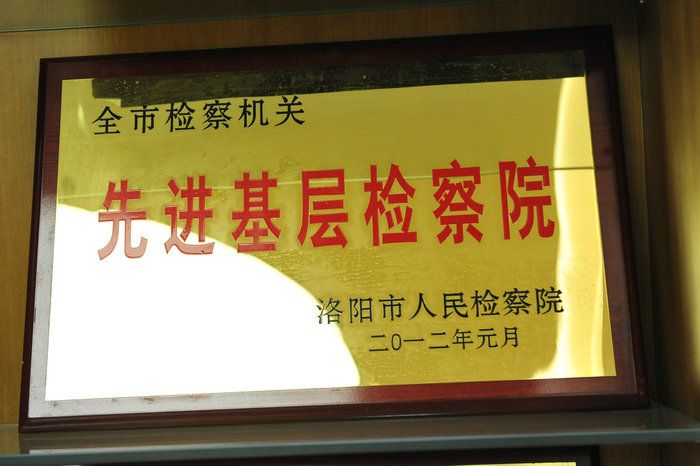 全市检察机关
先进基层检察院
洛阳市人民检察院
二〇一二年元月